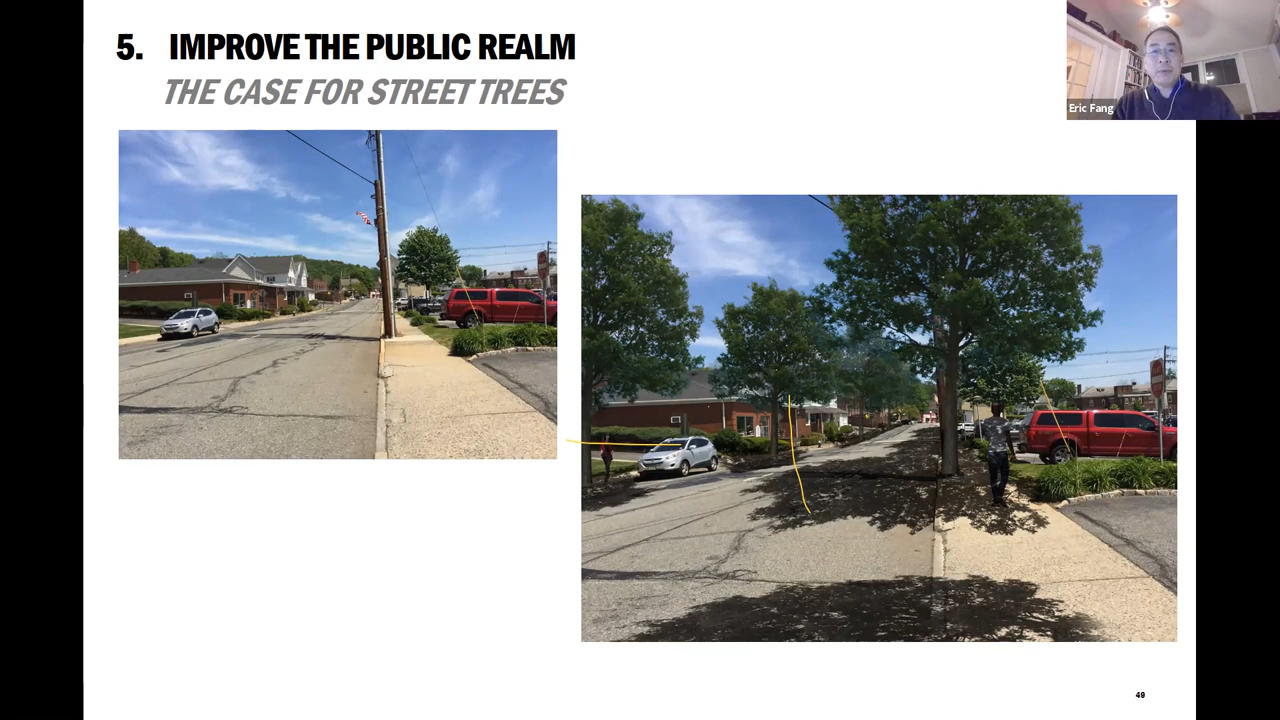 5. IMPROVE THE PUBLIC REALM
THE CASE FOR STREET TREES
Eric Fang
49